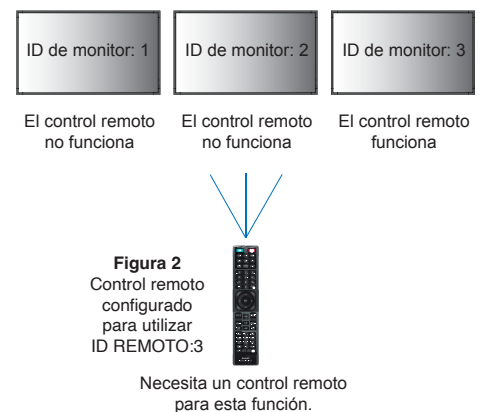 ID de monitor: 1
ID de monitor: 2
ID de monitor: 3
El control remoto
no funciona
El control remoto
no funciona
El control remoto
funciona
Figura 2
Control remoto
configurado
para utilizar
ID REMOTO:3
Necesita un control remoto
para esta función.